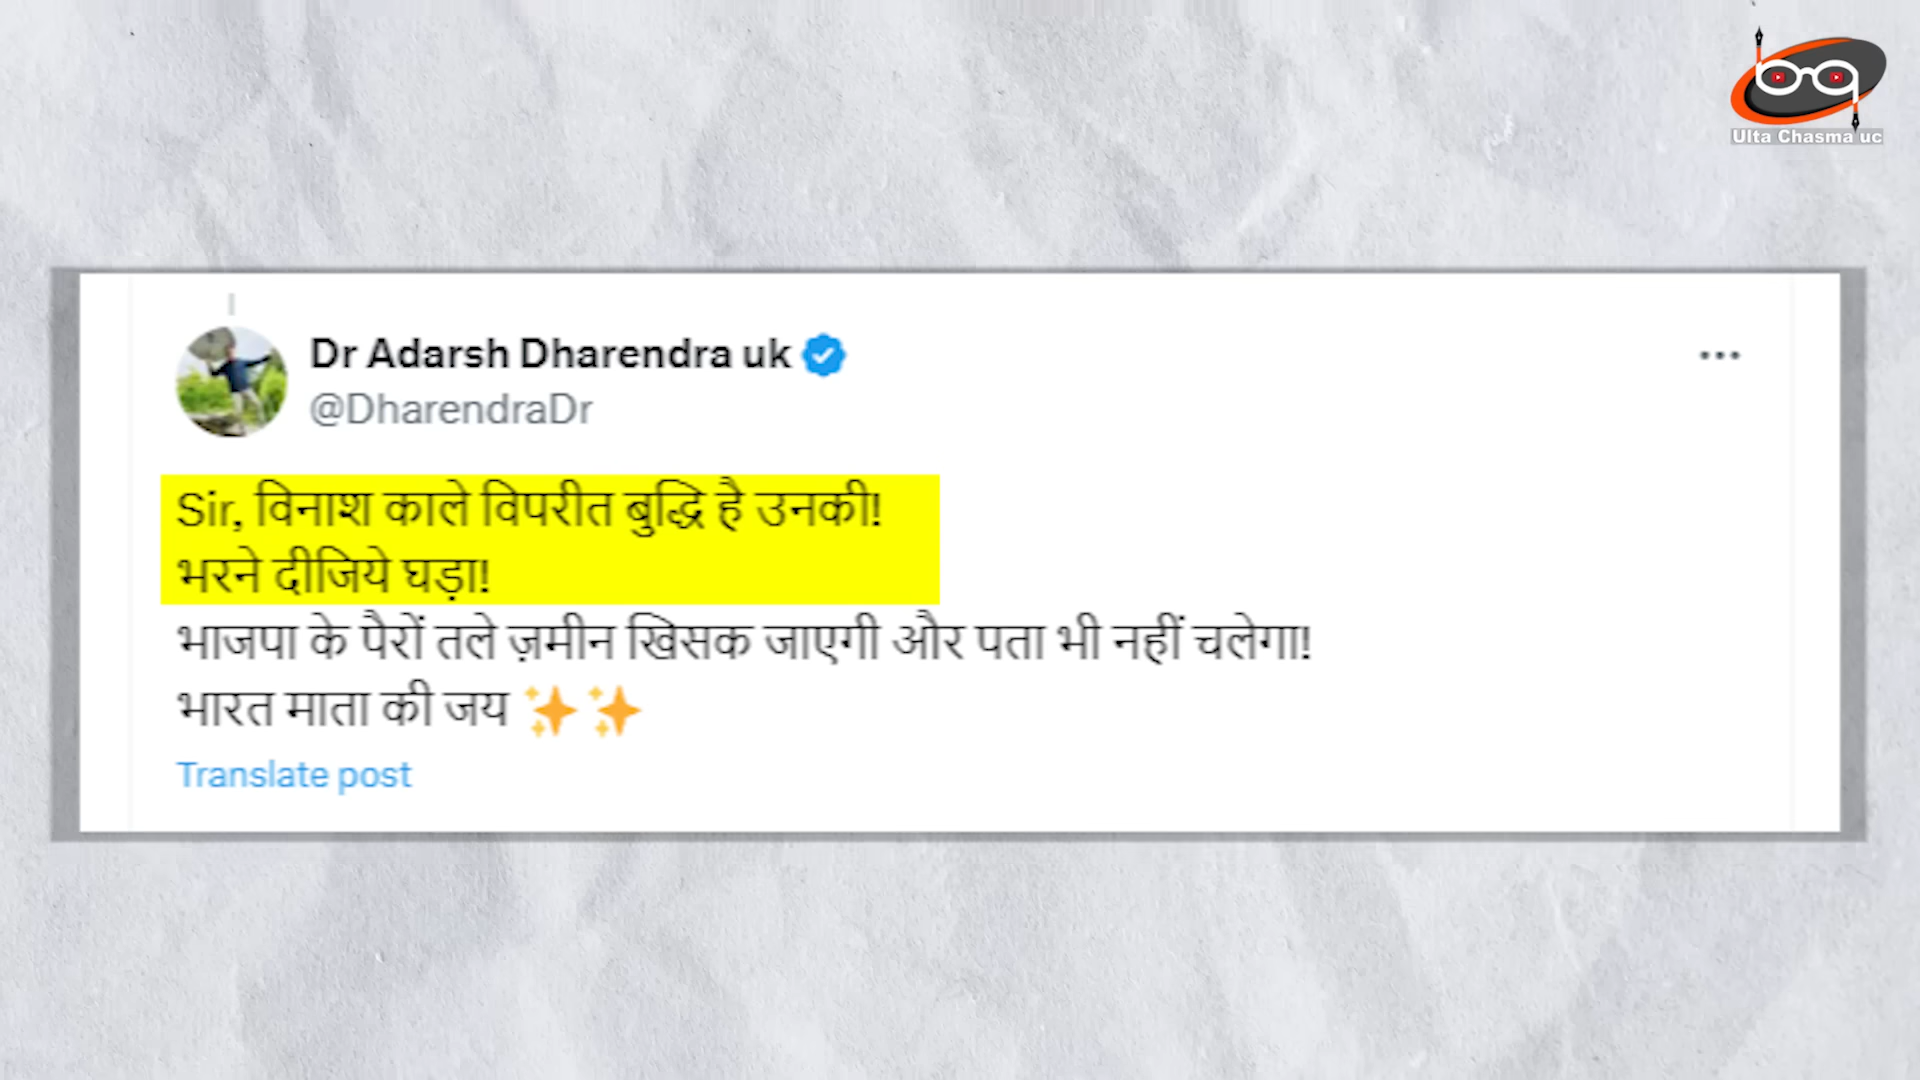 Ulta Chasma uc
Dr Adarsh Dharendra uk
@DharendraDr
Sir, विनाश काले विपरीत बुद्धि है उनकी!
भरने दीजिये घड़ा!
भाजपा के पैरों तले ज़मीन खिसक जाएगी और पता भी नहीं चलेगा!
भारत माता की जय ✨✨
Translate post